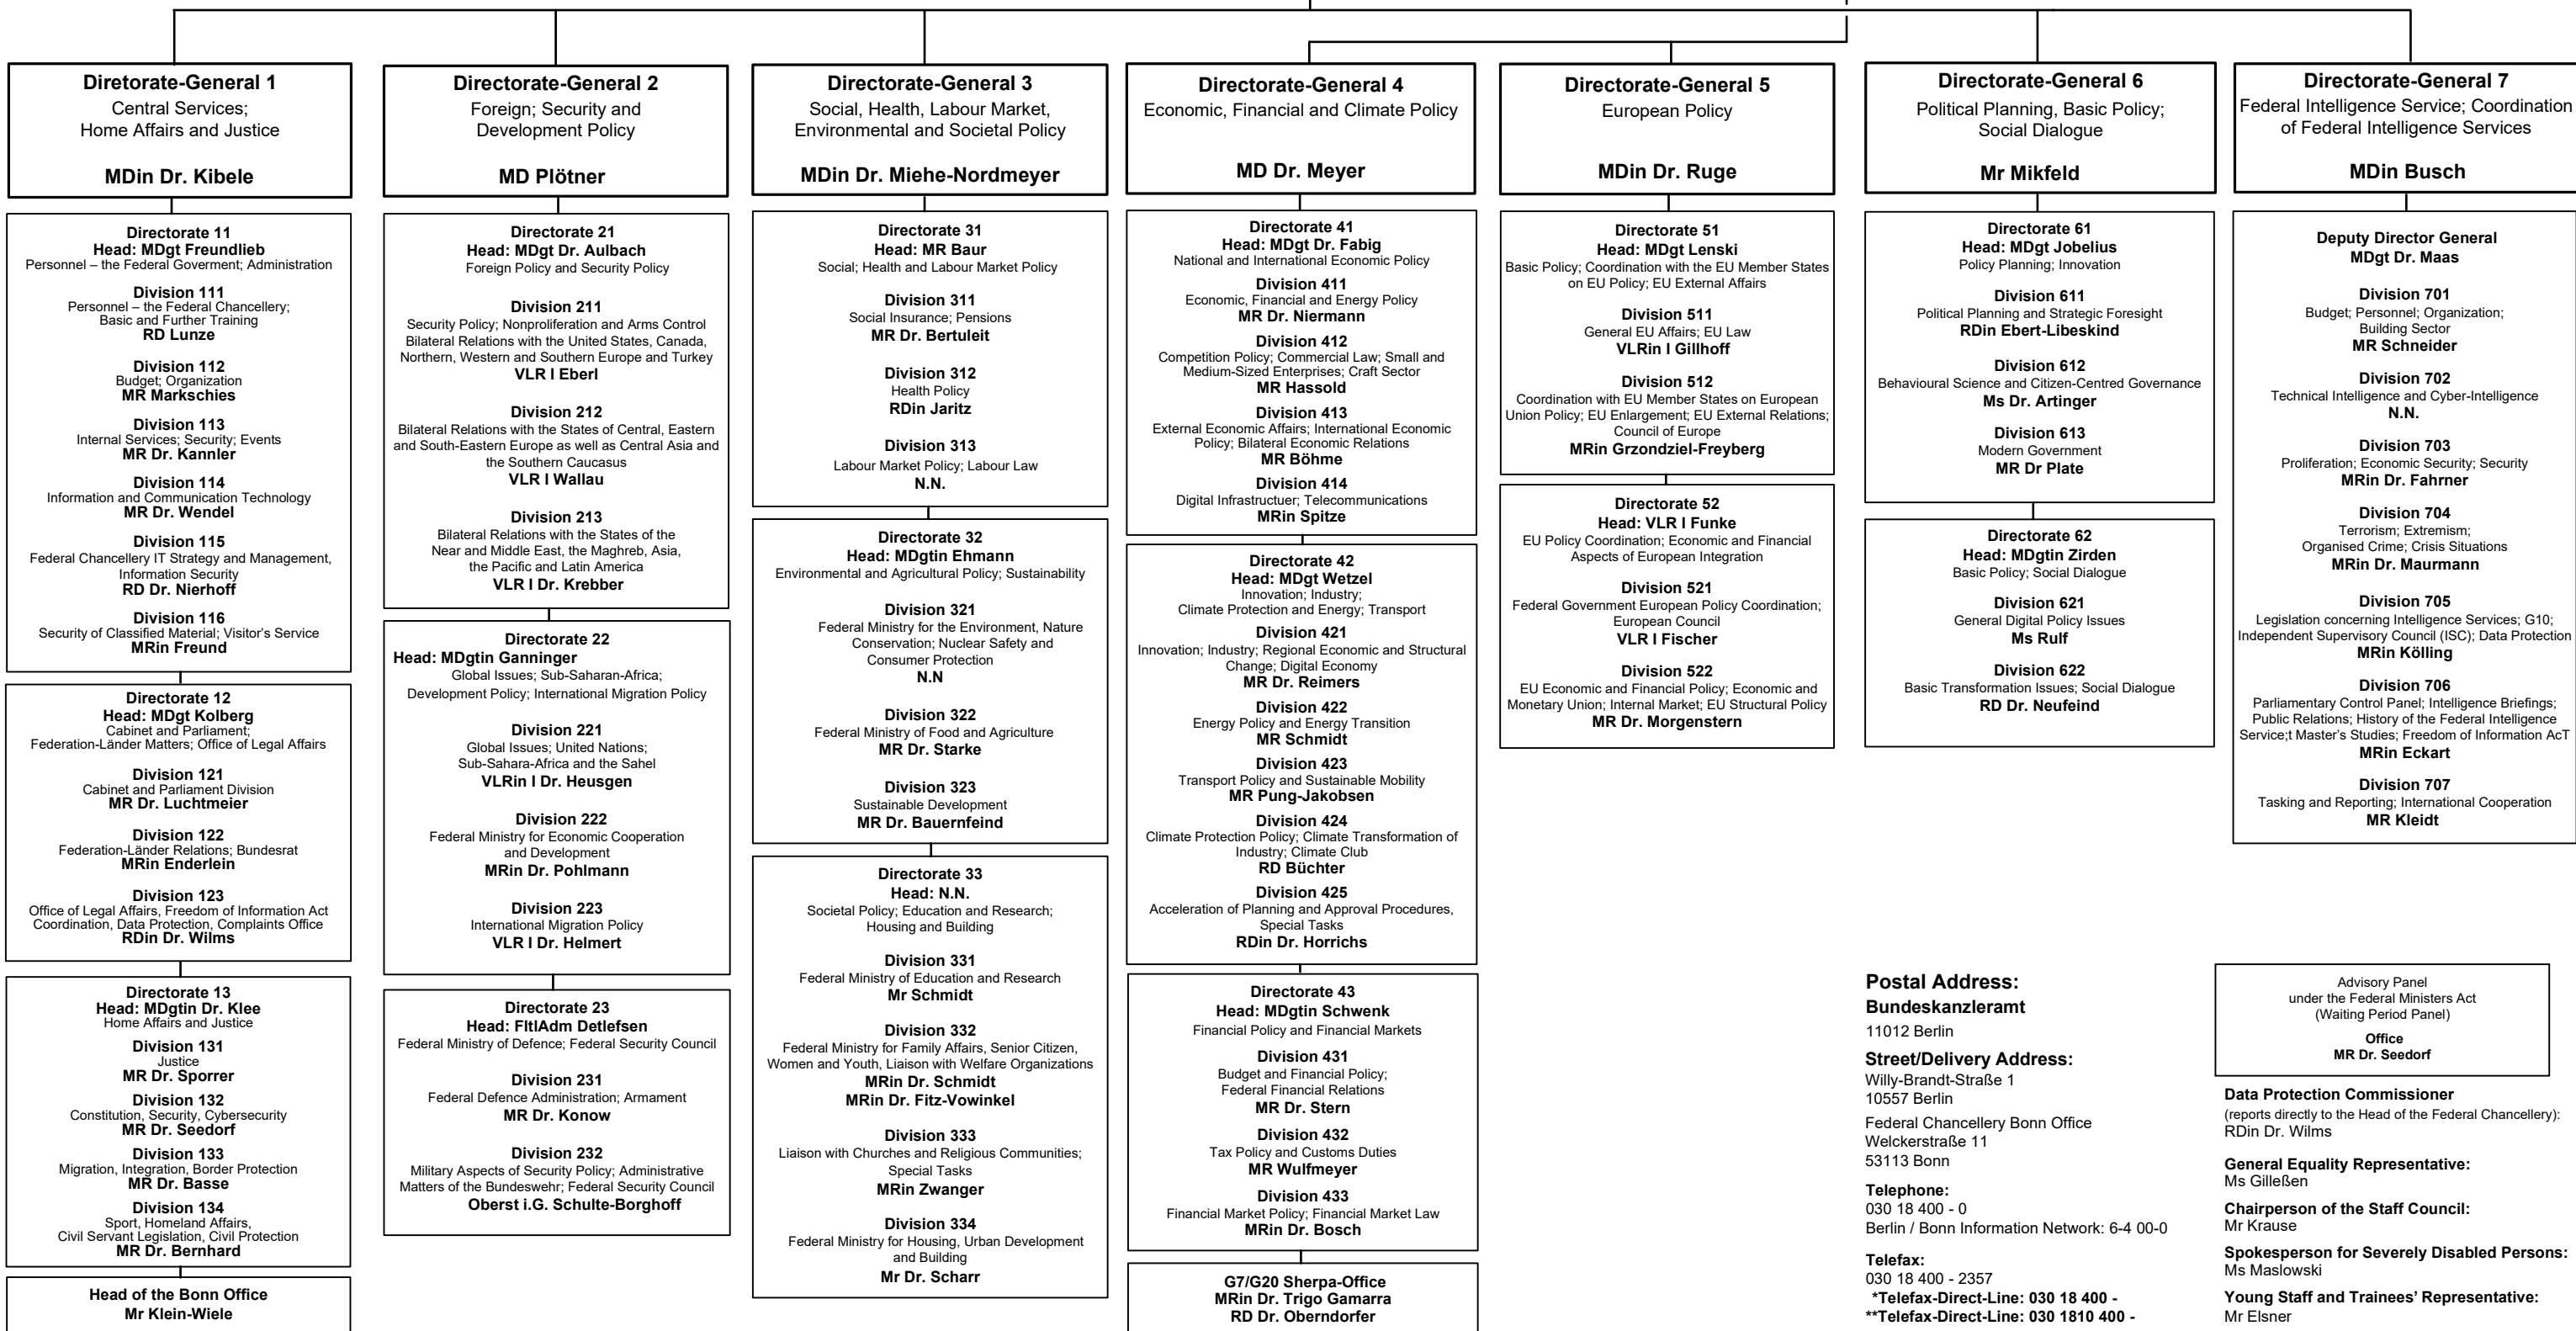 Diretorate-General 1
Central Services;
Home Affairs and Justice
MDin Dr. Kibele
Directorate 11
Head: MDgt Freundlieb
Personnel – the Federal Goverment; Administration
Division 111
Personnel – the Federal Chancellery;
Basic and Further Training
RD Lunze
Division 112
Budget; Organization
MR Markschies
Division 113
Internal Services; Security; Events
MR Dr. Kannler
Division 114
Information and Communication Technology
MR Dr. Wendel
Division 115
Federal Chancellery IT Strategy and Management,
Information Security
RD Dr. Nierhoff
Division 116
Security of Classified Material; Visitor’s Service
MRin Freund
Directorate 12
Head: MDgt Kolberg
Cabinet and Parliament;
Federation-Länder Matters; Office of Legal Affairs
Division 121
Cabinet and Parliament Division
MR Dr. Luchtmeier
Division 122
Federation-Länder Relations; Bundesrat
MRin Enderlein
Division 123
Office of Legal Affairs, Freedom of Information Act
Coordination, Data Protection, Complaints Office
RDin Dr. Wilms
Directorate 13
Head: MDgtin Dr. Klee
Home Affairs and Justice
Division 131
Justice
MR Dr. Sporrer
Division 132
Constitution, Security, Cybersecurity
MR Dr. Seedorf
Division 133
Migration, Integration, Border Protection
MR Dr. Basse
Division 134
Sport, Homeland Affairs,
Civil Servant Legislation, Civil Protection
MR Dr. Bernhard
Head of the Bonn Office
Mr Klein-Wiele
Directorate-General 2
Foreign; Security and
Development Policy
MD Plötner
Directorate 21
Head: MDgt Dr. Aulbach
Foreign Policy and Security Policy
Division 211
Security Policy; Nonproliferation and Arms Control
Bilateral Relations with the United States, Canada,
Northern, Western and Southern Europe and Turkey
VLR I Eberl
Division 212
Bilateral Relations with the States of Central, Eastern
and South-Eastern Europe as well as Central Asia and
the Southern Caucasus
VLR I Wallau
Division 213
Bilateral Relations with the States of the
Near and Middle East, the Maghreb, Asia,
the Pacific and Latin America
VLR I Dr. Krebber
Directorate 22
Head: MDgtin Ganninger
Global Issues; Sub-Saharan-Africa;
Development Policy; International Migration Policy
Division 221
Global Issues; United Nations;
Sub-Sahara-Africa and the Sahel
VLRin I Dr. Heusgen
Division 222
Federal Ministry for Economic Cooperation
and Development
MRin Dr. Pohlmann
Division 223
International Migration Policy
VLR I Dr. Helmert
Directorate 23
Head: FltlAdm Detlefsen
Federal Ministry of Defence; Federal Security Council
Division 231
Federal Defence Administration; Armament
MR Dr. Konow
Division 232
Military Aspects of Security Policy; Administrative
Matters of the Bundeswehr; Federal Security Council
Oberst i.G. Schulte-Borghoff
Directorate-General 3
Social, Health, Labour Market,
Environmental and Societal Policy
MDin Dr. Miehe-Nordmeyer
Directorate 31
Head: MR Baur
Social; Health and Labour Market Policy
Division 311
Social Insurance; Pensions
MR Dr. Bertuleit
Division 312
Health Policy
RDin Jaritz
Division 313
Labour Market Policy; Labour Law
N.N.
Directorate 32
Head: MDgtin Ehmann
Environmental and Agricultural Policy; Sustainability
Division 321
Federal Ministry for the Environment, Nature
Conservation; Nuclear Safety and
Consumer Protection
N.N
Division 322
Federal Ministry of Food and Agriculture
MR Dr. Starke
Division 323
Sustainable Development
MR Dr. Bauernfeind
Directorate 33
Head: N.N.
Societal Policy; Education and Research;
Housing and Building
Division 331
Federal Ministry of Education and Research
Mr Schmidt
Division 332
Federal Ministry for Family Affairs, Senior Citizen,
Women and Youth, Liaison with Welfare Organizations
MRin Dr. Schmidt
MRin Dr. Fitz-Vowinkel
Division 333
Liaison with Churches and Religious Communities;
Special Tasks
MRin Zwanger
Division 334
Federal Ministry for Housing, Urban Development
and Building
Mr Dr. Scharr
Directorate-General 4
Economic, Financial and Climate Policy
MD Dr. Meyer
Directorate 41
Head: MDgt Dr. Fabig
National and International Economic Policy
Division 411
Economic, Financial and Energy Policy
MR Dr. Niermann
Division 412
Competition Policy; Commercial Law; Small and
Medium-Sized Enterprises; Craft Sector
MR Hassold
Division 413
External Economic Affairs; International Economic
Policy; Bilateral Economic Relations
MR Böhme
Division 414
Digital Infrastructuer; Telecommunications
MRin Spitze
Directorate 42
Head: MDgt Wetzel
Innovation; Industry;
Climate Protection and Energy; Transport
Division 421
Innovation; Industry; Regional Economic and Structural
Change; Digital Economy
MR Dr. Reimers
Division 422
Energy Policy and Energy Transition
MR Schmidt
Division 423
Transport Policy and Sustainable Mobility
MR Pung-Jakobsen
Division 424
Climate Protection Policy; Climate Transformation of
Industry; Climate Club
RD Büchter
Division 425
Acceleration of Planning and Approval Procedures,
Special Tasks
RDin Dr. Horrichs
Directorate 43
Head: MDgtin Schwenk
Financial Policy and Financial Markets
Division 431
Budget and Financial Policy;
Federal Financial Relations
MR Dr. Stern
Division 432
Tax Policy and Customs Duties
MR Wulfmeyer
Division 433
Financial Market Policy; Financial Market Law
MRin Dr. Bosch
G7/G20 Sherpa-Office
MRin Dr. Trigo Gamarra
RD Dr. Oberndorfer
Directorate-General 5
European Policy
MDin Dr. Ruge
Directorate 51
Head: MDgt Lenski
Basic Policy; Coordination with the EU Member States
on EU Policy; EU External Affairs
Division 511
General EU Affairs; EU Law
VLRin I Gillhoff
Division 512
Coordination with EU Member States on European
Union Policy; EU Enlargement; EU External Relations;
Council of Europe
MRin Grzondziel-Freyberg
Directorate 52
Head: VLR I Funke
EU Policy Coordination; Economic and Financial
Aspects of European Integration
Division 521
Federal Government European Policy Coordination;
European Council
VLR I Fischer
Division 522
EU Economic and Financial Policy; Economic and
Monetary Union; Internal Market; EU Structural Policy
MR Dr. Morgenstern
Directorate-General 6
Political Planning, Basic Policy;
Social Dialogue
Mr Mikfeld
Directorate 61
Head: MDgt Jobelius
Policy Planning; Innovation
Division 611
Political Planning and Strategic Foresight
RDin Ebert-Libeskind
Division 612
Behavioural Science and Citizen-Centred Governance
Ms Dr. Artinger
Division 613
Modern Government
MR Dr Plate
Directorate 62
Head: MDgtin Zirden
Basic Policy; Social Dialogue
Division 621
General Digital Policy Issues
Ms Rulf
Division 622
Basic Transformation Issues; Social Dialogue
RD Dr. Neufeind
Directorate-General 7
Federal Intelligence Service; Coordination
of Federal Intelligence Services
MDin Busch
Deputy Director General
MDgt Dr. Maas
Division 701
Budget; Personnel; Organization;
Building Sector
MR Schneider
Division 702
Technical Intelligence and Cyber-Intelligence
N.N.
Division 703
Proliferation; Economic Security; Security
MRin Dr. Fahrner
Division 704
Terrorism; Extremism;
Organised Crime; Crisis Situations
MRin Dr. Maurmann
Division 705
Legislation concerning Intelligence Services; G10;
Independent Supervisory Council (ISC); Data Protection
MRin Kölling
Division 706
Parliamentary Control Panel; Intelligence Briefings;
Public Relations; History of the Federal Intelligence
Service;t Master’s Studies; Freedom of Information AcT
MRin Eckart
Division 707
Tasking and Reporting; International Cooperation
MR Kleidt
Postal Address:
Bundeskanzleramt
11012 Berlin
Street/Delivery Address:
Willy-Brandt-Straße 1
10557 Berlin
Federal Chancellery Bonn Office
Welckerstraße 11
53113 Bonn
Telephone:
030 18 400 - 0
Berlin / Bonn Information Network: 6-4 00-0
Telefax:
030 18 400 - 2357
*Telefax-Direct-Line: 030 18 400 -
**Telefax-Direct-Line: 030 1810 400 -
Advisory Panel
under the Federal Ministers Act
(Waiting Period Panel)
Office
MR Dr. Seedorf
Data Protection Commissioner
(reports directly to the Head of the Federal Chancellery):
RDin Dr. Wilms
General Equality Representative:
Ms Gilleßen
Chairperson of the Staff Council:
Mr Krause
Spokesperson for Severely Disabled Persons:
Ms Maslowski
Young Staff and Trainees’ Representative:
Mr Elsner